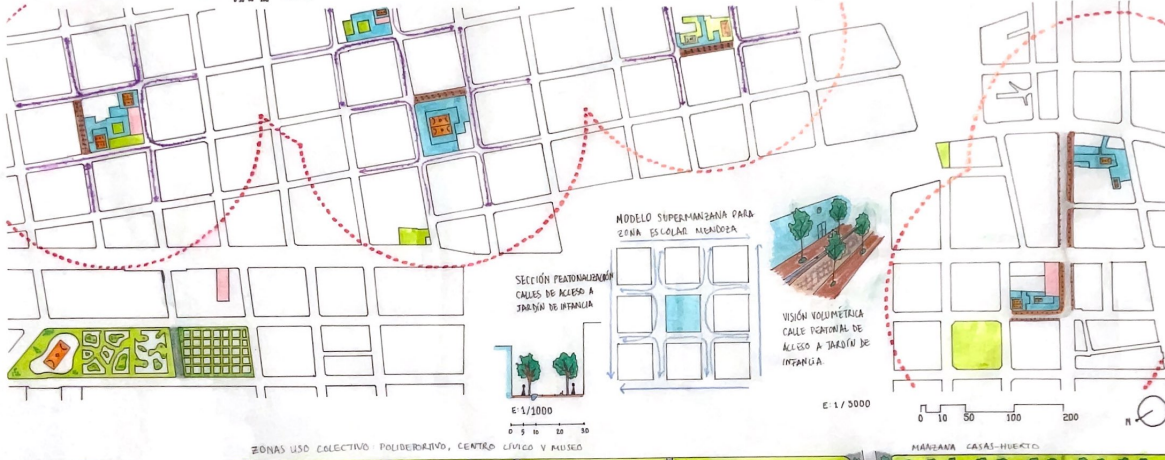 MODELO SUPERMANZANA PARA
ZONA ESCOLAR MENDOZA
SECCIÓN PEATONALIZACIÓN
CALLES DE ACCESO A
JARDÍN DE INFANCIA
VISIÓN VOLUMÉTRICA
CALLE PEATONAL DE
ACCESO A JARDÍN DE
INFANCIA.
E: 1/1000
0 5 10 20 30
E: 1/5000
0 10 50 100 200
N
ZONAS USO COLECTIVO: POLIDEPORTIVO, CENTRO CÍVICO Y MUSEO
MANZANA CASAS-HUERTO